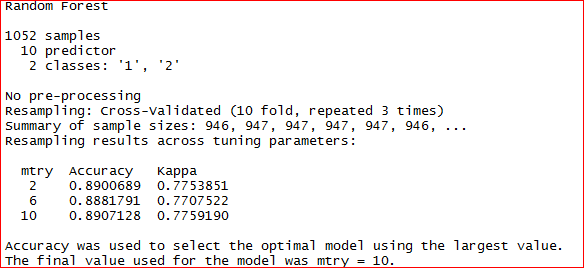 Random Forest
1052 samples
10 predictor
2 classes: '1', '2'
No pre-processing
Resampling: Cross-Validated (10 fold, repeated 3 times)
Summary of sample sizes: 946, 947, 947, 947, 947, 946, ...
Resampling results across tuning parameters:
mtry Accuracy Kappa
2 0.8900689 0.7753851
6 0.8881791 0.7707522
10 0.8907128 0.7759190
Accuracy was used to select the optimal model using the largest value.
The final value used for the model was mtry = 10.